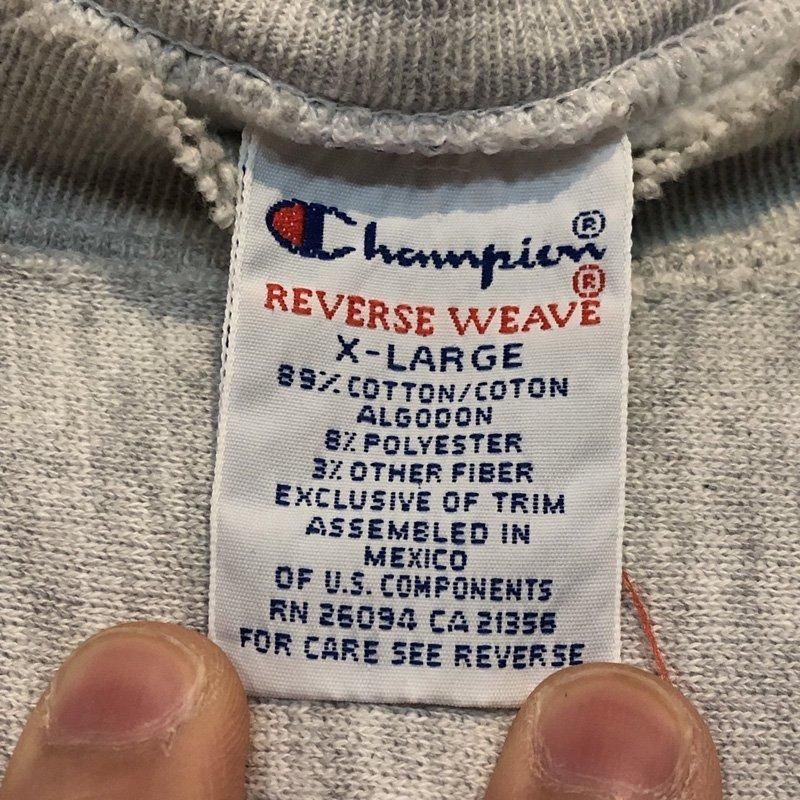 Champion®
REVERSE WEAVE®
X-LARGE
89% COTTON/COTON
ALGODON
8% POLYESTER
3% OTHER FIBER
EXCLUSIVE OF TRIM
ASSEMBLED IN
MEXICO
OF U.S. COMPONENTS
RN 26094 CA 21356
FOR CARE SEE REVERSE